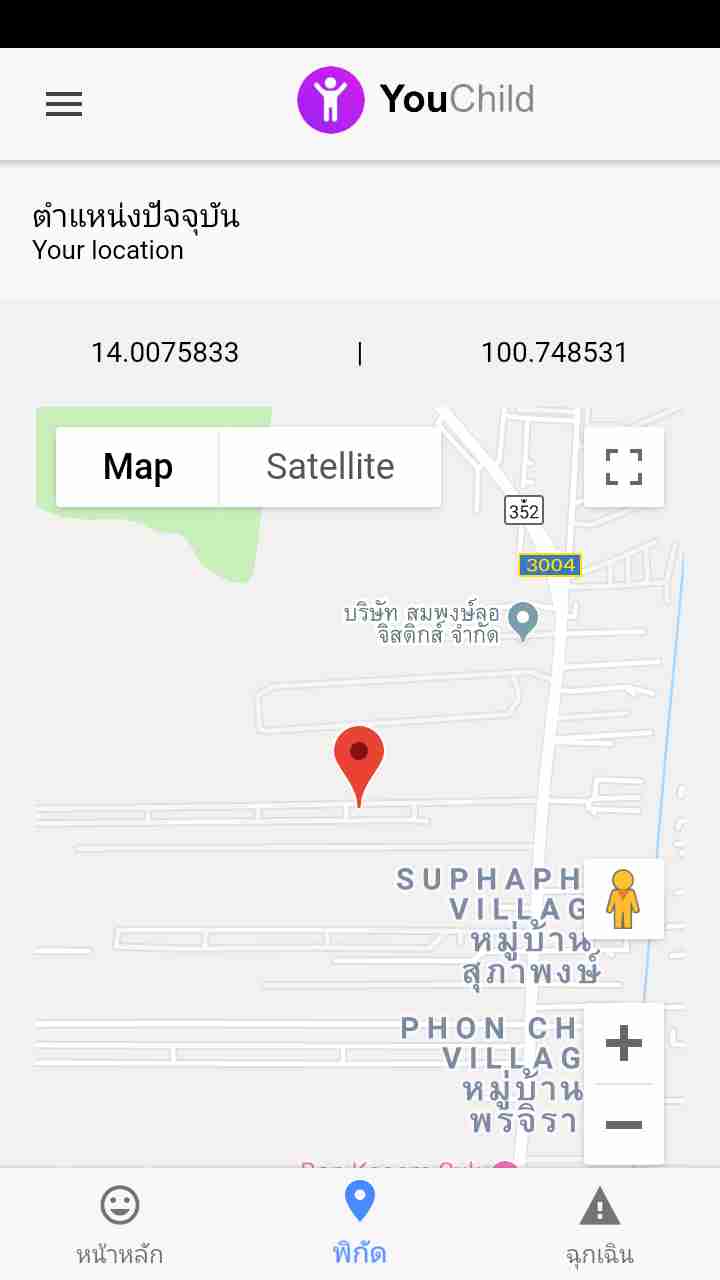 YouChild
ตำแหน่งปัจจุบัน
Your location
14.0075833 | 100.748531
Map Satellite
352
3004
บริษัท สมพงษ์ลอ
จิสติกส์ จำกัด
SUPHAPH
VILLAG
หมู่บ้าน
สุภาพงษ์
PHON CH
VILLAG
หมู่บ้าน
พรจิรา
หน้าหลัก พิกัด ฉุกเฉิน